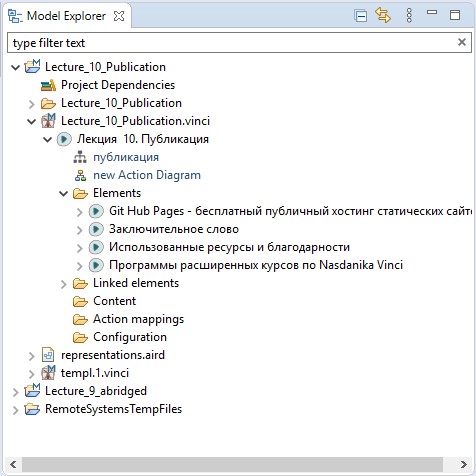 Model Explorer
type filter text
Lecture_10_Publication
Project Dependencies
Lecture_10_Publication
Lecture_10_Publication.vinci
Лекция 10. Публикация
публикация
new Action Diagram
Elements
Git Hub Pages - бесплатный публичный хостинг статических сайто
Заключительное слово
Использованные ресурсы и благодарности
Программы расширенных курсов по Nasdanika Vinci
Linked elements
Content
Action mappings
Configuration
representations.aird
templ.1.vinci
Lecture_9_abridged
RemoteSystemsTempFiles